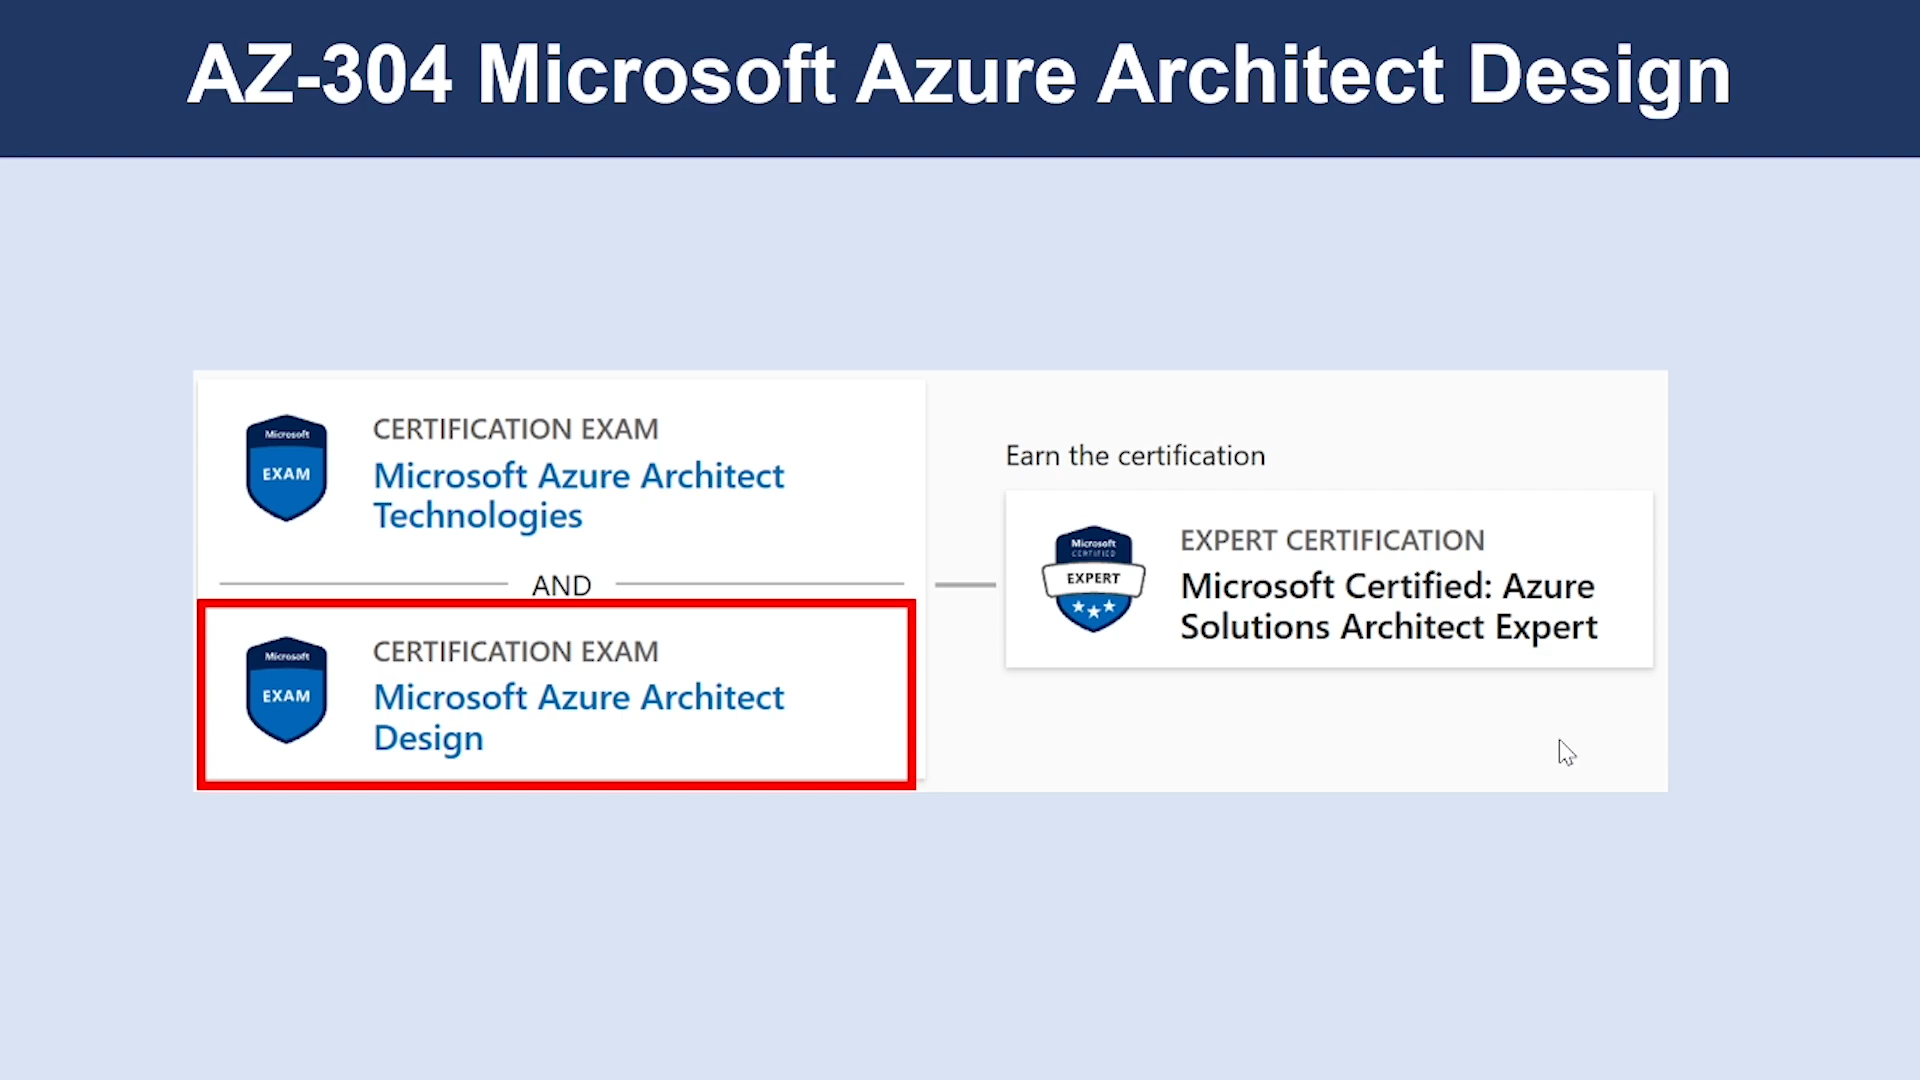 AZ-304 Microsoft Azure Architect Design
Microsoft
EXAM
CERTIFICATION EXAM
Microsoft Azure Architect
Technologies
AND
Microsoft
EXAM
CERTIFICATION EXAM
Microsoft Azure Architect
Design
Earn the certification
Microsoft
CERTIFIED
EXPERT
EXPERT CERTIFICATION
Microsoft Certified: Azure
Solutions Architect Expert